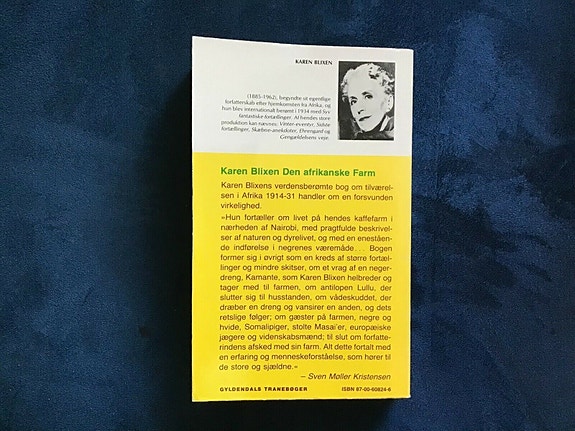 KAREN BLIXEN
(1885-1962), begyndte sit egentlige
forfatterskab efter hjemkomsten fra Afrika, og
hun blev internationalt berømt i 1934 med Syv
fantastiske fortællinger. Af hendes store
produktion kan nævnes: Vinter-eventyr, Sidste
fortællinger, Skæbne-anekdoter, Ehrengard og
Gengældelsens veje.
Karen Blixen Den afrikanske Farm
Karen Blixens verdensberømte bog om tilværel-
sen i Afrika 1914-31 handler om en forsvunden
virkelighed.
»Hun fortæller om livet på hendes kaffefarm i
nærheden af Nairobi, med pragtfulde beskrivel-
ser af naturen og dyrelivet, og med en eneståen-
de indførelse i negrenes væremåde... Bogen
former sig i øvrigt som en kreds af større fortæl-
linger og mindre skitser, om et vrag af en neger-
dreng, Kamante, som Karen Blixen helbreder og
tager med til farmen, om antilopen Lullu, der
slutter sig til husstanden, om vådeskuddet, der
dræber en dreng og vansirer en anden, og dets
retslige følger; om gæster på farmen, negre og
hvide, Somalipiger, stolte Masai'er, europæiske
jægere og videnskabsmænd; til slut om forfatte-
rindens afsked med sin farm. Alt dette fortalt med
en erfaring og menneskeforståelse, som hører til
de store og sjældne.«
– Sven Møller Kristensen
GYLDENDALS TRANEBØGER ISBN 87-00-60824-6